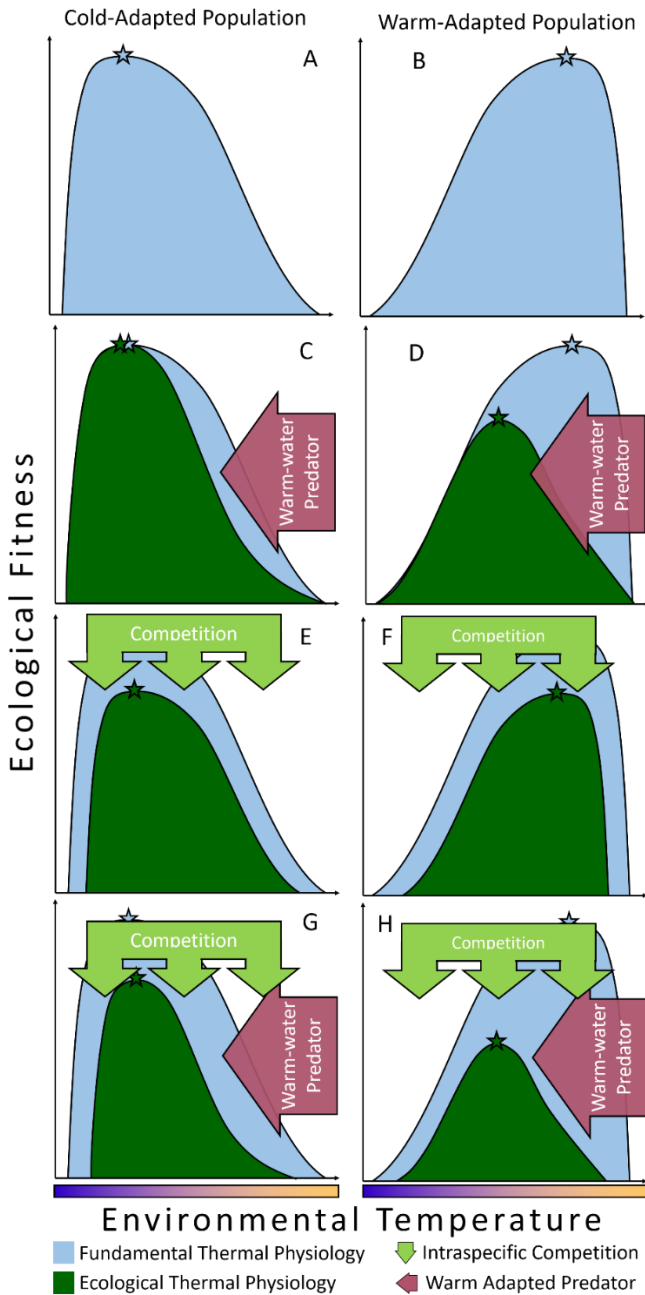 Cold-Adapted Population
Warm-Adapted Population
A
B
C
Warm-water
Predator
D
Warm-water
Predator
Ecological Fitness
Competition
E
Competition
F
Competition
G
Warm-water
Predator
Competition
H
Warm-water
Predator
Environmental Temperature
Fundamental Thermal Physiology
Intraspecific Competition
Ecological Thermal Physiology
Warm Adapted Predator